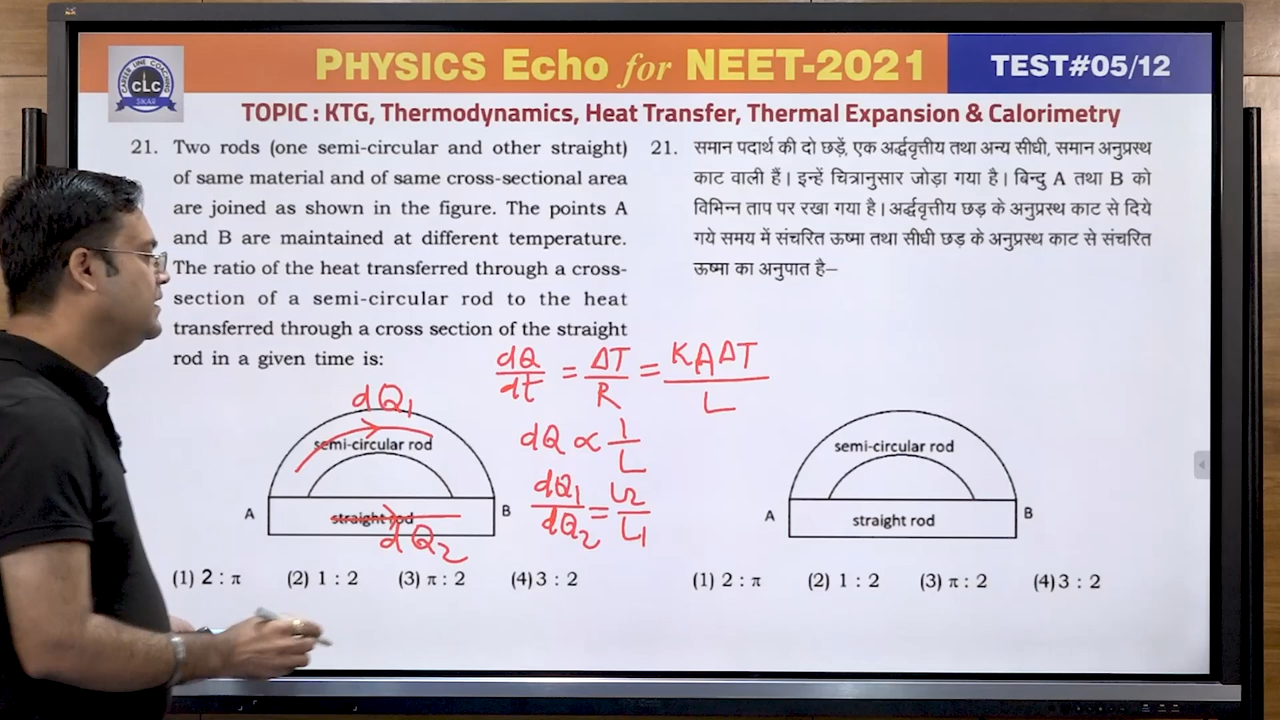 CAREER LINE COACHING
CLC
SIKAR
PHYSICS Echo for NEET-2021
TEST#05/12
TOPIC : KTG, Thermodynamics, Heat Transfer, Thermal Expansion & Calorimetry
21. Two rods (one semi-circular and other straight)
of same material and of same cross-sectional area
are joined as shown in the figure. The points A
and B are maintained at different temperature.
The ratio of the heat transferred through a cross-
section of a semi-circular rod to the heat
transferred through a cross section of the straight
rod in a given time is:
dQ₁
semi-circular rod
A
B
straight rod
dQ₂
(1) 2 : π (2) 1 : 2 (3) π : 2 (4) 3 : 2
dQ/dt = ΔT/R = KAΔT/L
dQ ∝ 1/L
dQ₁/dQ₂ = L₂/L₁
21. समान पदार्थ की दो छड़ें, एक अर्द्धवृत्तीय तथा अन्य सीधी, समान अनुप्रस्थ
काट वाली हैं। इन्हें चित्रानुसार जोड़ा गया है। बिन्दु A तथा B को
विभिन्न ताप पर रखा गया है। अर्द्धवृत्तीय छड़ के अनुप्रस्थ काट से दिये
गये समय में संचरित ऊष्मा तथा सीधी छड़ के अनुप्रस्थ काट से संचरित
ऊष्मा का अनुपात है–
semi-circular rod
A
B
straight rod
(1) 2 : π (2) 1 : 2 (3) π : 2 (4) 3 : 2